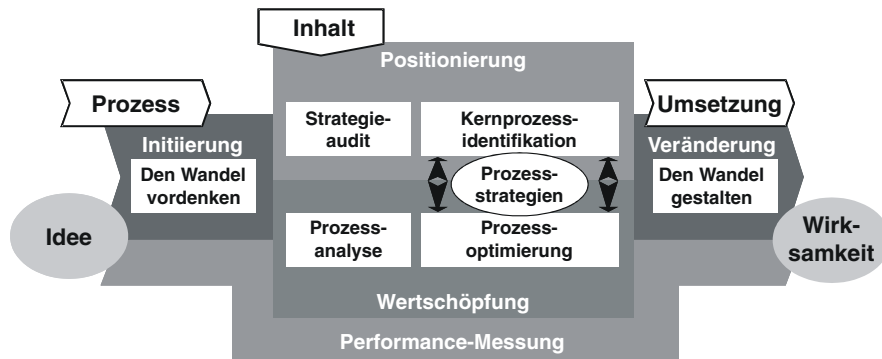 Inhalt
Positionierung
Prozess
Umsetzung
Strategie-
audit
Kernprozess-
identifikation
Initiierung
Veränderung
Den Wandel
vordenken
Prozess-
strategien
Den Wandel
gestalten
Idee
Prozess-
analyse
Prozess-
optimierung
Wirk-
samkeit
Wertschöpfung
Performance-Messung